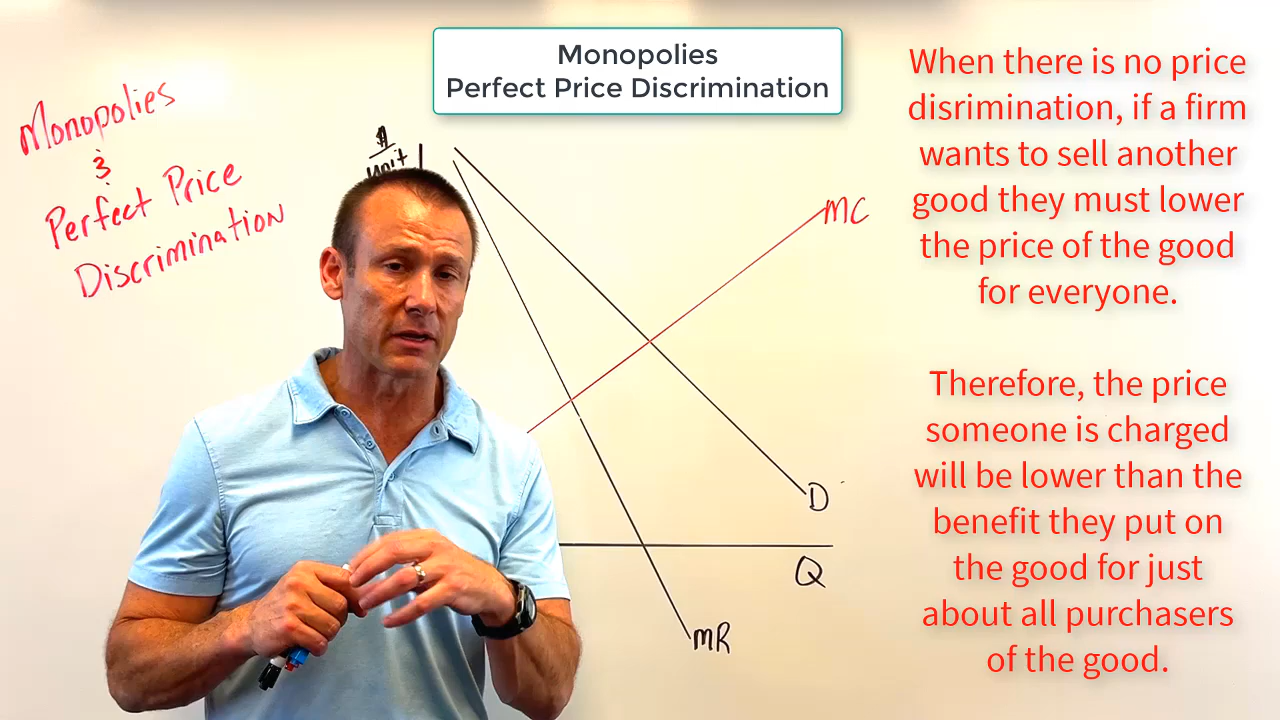 Monopolies
Perfect Price Discrimination
Monopolies
&
Perfect Price
Discrimination
$
unit
MC
D
Q
MR
When there is no price
disrimination, if a firm
wants to sell another
good they must lower
the price of the good
for everyone.
Therefore, the price
someone is charged
will be lower than the
benefit they put on
the good for just
about all purchasers
of the good.